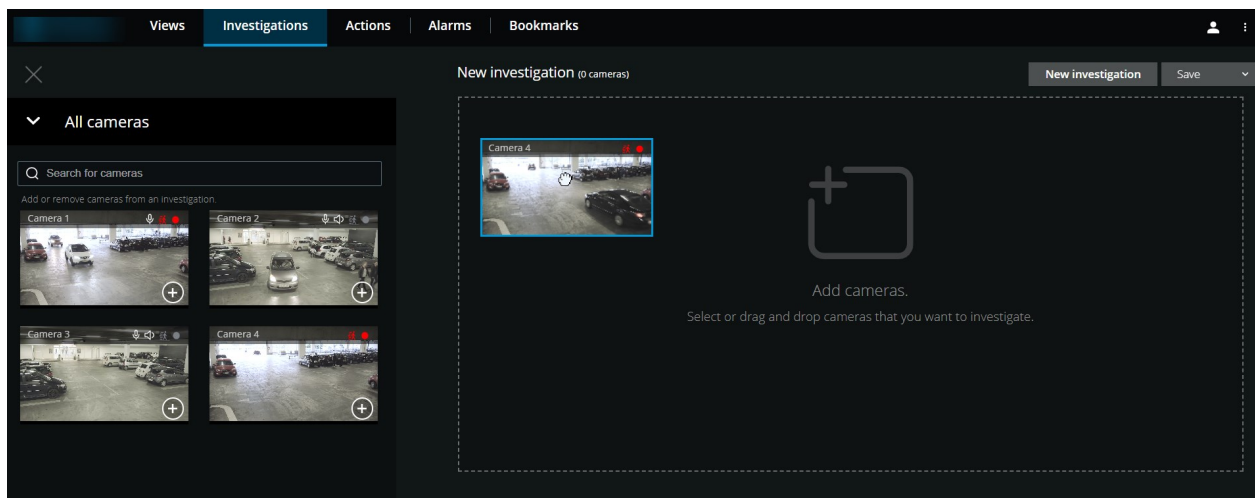 Views Investigations Actions Alarms Bookmarks
New investigation (0 cameras)
New investigation
Save
All cameras
Search for cameras
Add or remove cameras from an investigation.
Camera 1
Camera 2
Camera 3
Camera 4
Camera 4
Add cameras.
Select or drag and drop cameras that you want to investigate.